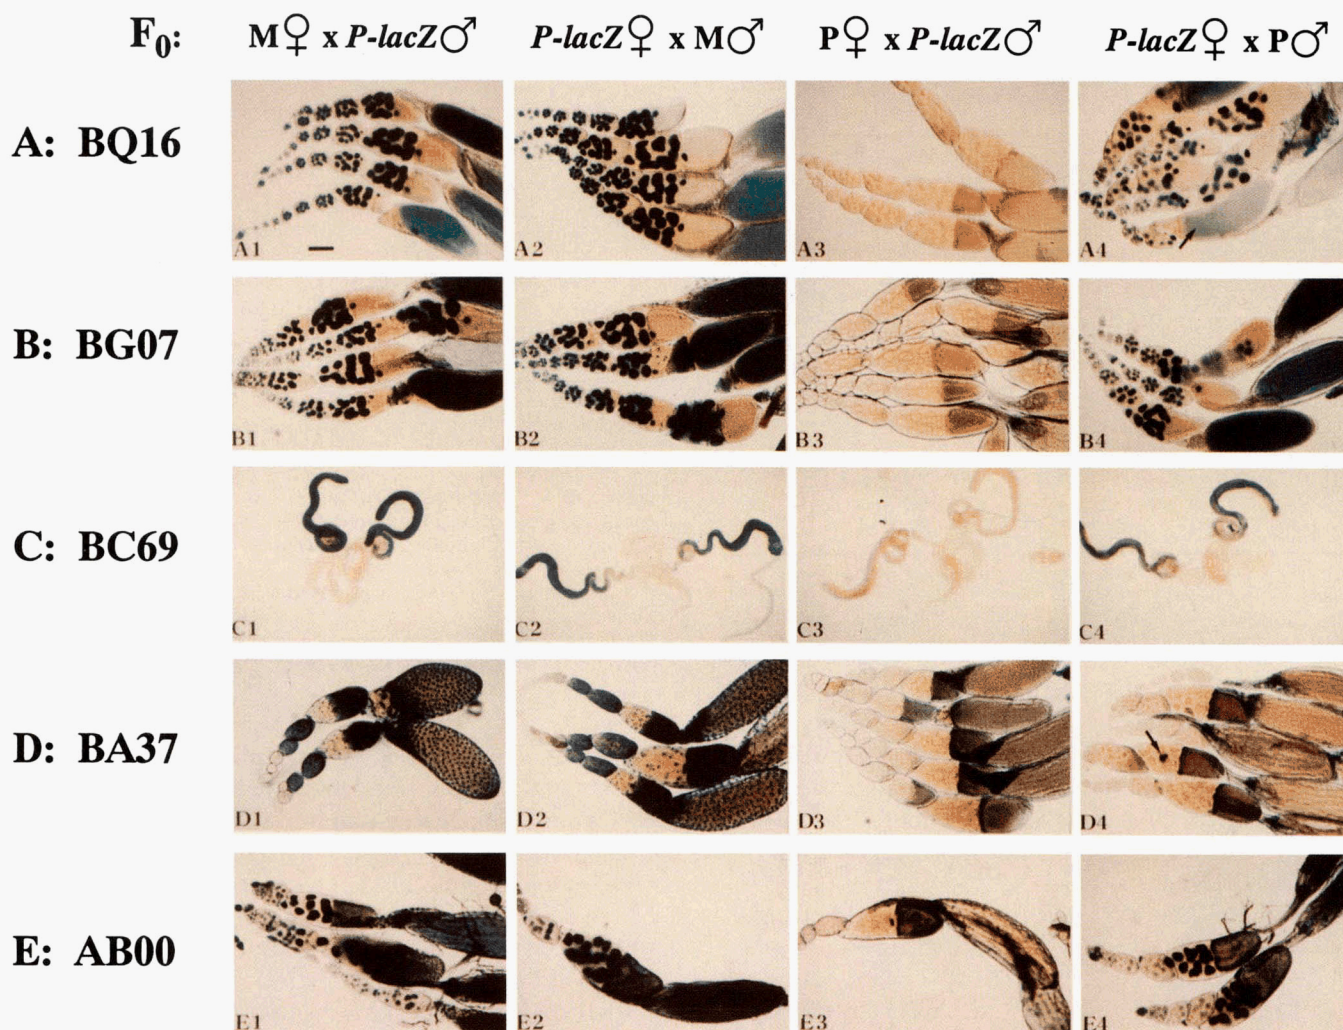 F₀: M♀ x P-lacZ♂ P-lacZ♀ x M♂ P♀ x P-lacZ♂ P-lacZ♀ x P♂
A: BQ16
A1 A2 A3 A4
B: BG07
B1 B2 B3 B4
C: BC69
C1 C2 C3 C4
D: BA37
D1 D2 D3 D4
E: AB00
E1 E2 E3 E4